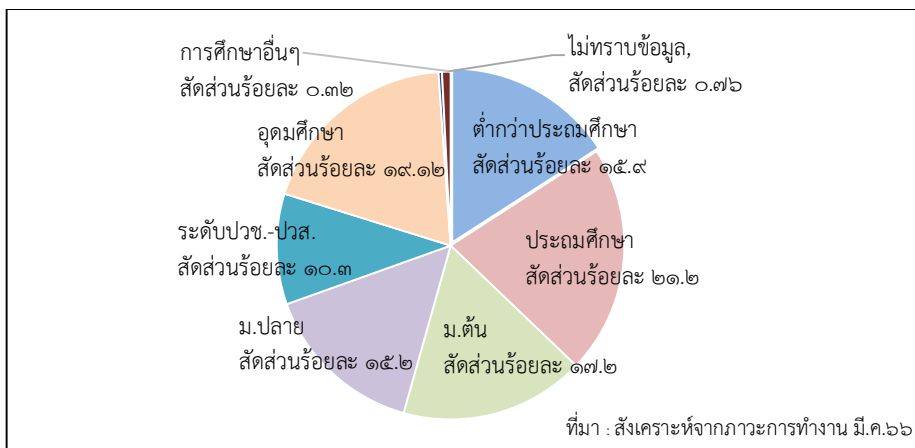 การศึกษาอื่นๆ
สัดส่วนร้อยละ ๐.๓๒
ไม่ทราบข้อมูล,
สัดส่วนร้อยละ ๐.๗๖
ต่ำกว่าประถมศึกษา
สัดส่วนร้อยละ ๑๕.๙
อุดมศึกษา
สัดส่วนร้อยละ ๑๙.๑๒
ประถมศึกษา
สัดส่วนร้อยละ ๒๑.๒
ระดับปวช.-ปวส.
สัดส่วนร้อยละ ๑๐.๓
ม.ปลาย
สัดส่วนร้อยละ ๑๕.๒
ม.ต้น
สัดส่วนร้อยละ ๑๗.๒
ที่มา : สังเคราะห์จากภาวะการทำงาน มี.ค.๖๖